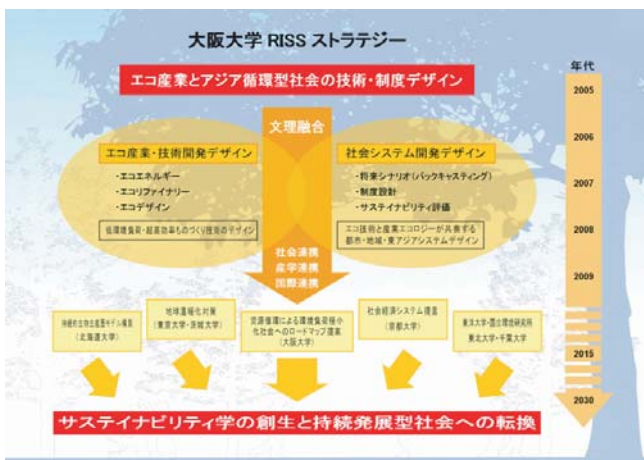 大阪大学 RISS ストラテジー
エコ産業とアジア循環型社会の技術・制度デザイン
文理融合
エコ産業・技術開発デザイン
・エコエネルギー
・エコリファイナリー
・エコデザイン
低環境負荷・超高効率ものづくり技術のデザイン
社会システム開発デザイン
・将来シナリオ(バックキャスティング)
・制度設計
・サステイナビリティ評価
エコ技術と産業エコロジーが共奏する
都市・地域・東アジアシステムデザイン
社会連携
産学連携
国際連携
持続的生物生産圏モデル構築
(北海道大学)
地球温暖化対策
(東京大学・茨城大学)
資源循環による環境負荷極小
化社会へのロードマップ提案
(大阪大学)
社会経済システム提言
(京都大学)
東洋大学・国立環境研究所
東北大学・千葉大学
サステイナビリティ学の創生と持続発展型社会への転換
年代
2005
2006
2007
2008
2009
2015
2030